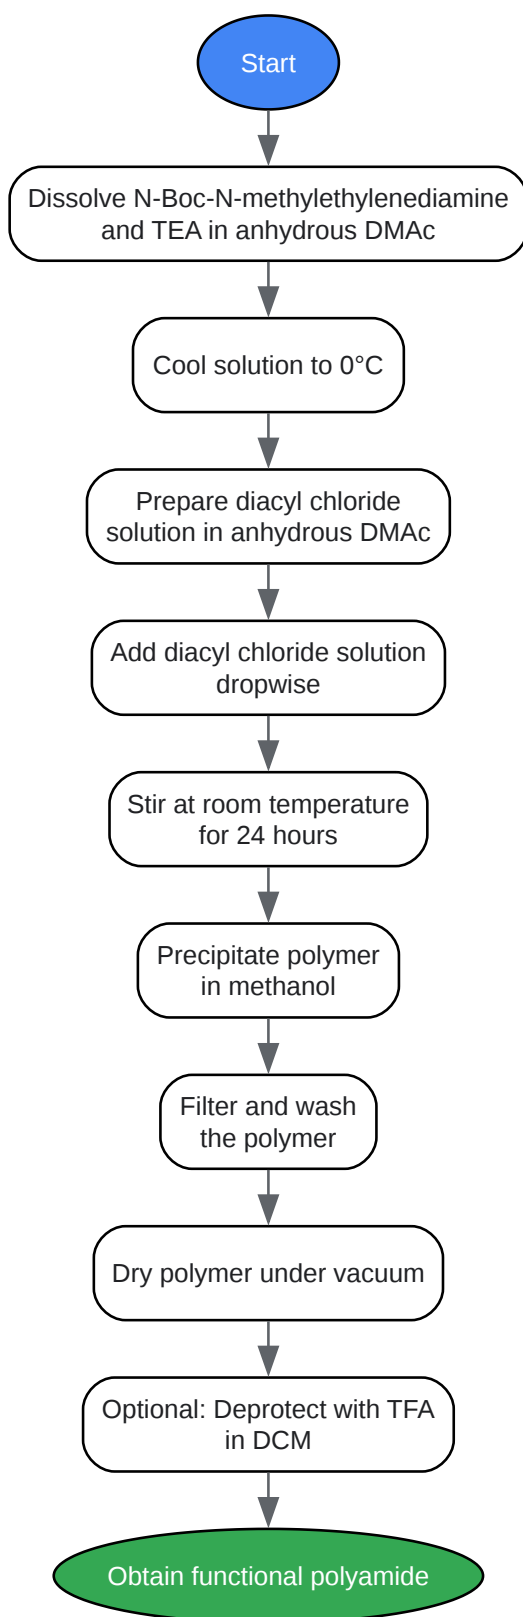 Start
Dissolve N-Boc-N-methylethylenediamine
and TEA in anhydrous DMAc
Cool solution to 0°C
Prepare diacyl chloride
solution in anhydrous DMAc
Add diacyl chloride solution
dropwise
Stir at room temperature
for 24 hours
Precipitate polymer
in methanol
Filter and wash
the polymer
Dry polymer under vacuum
Optional: Deprotect with TFA
in DCM
Obtain functional polyamide